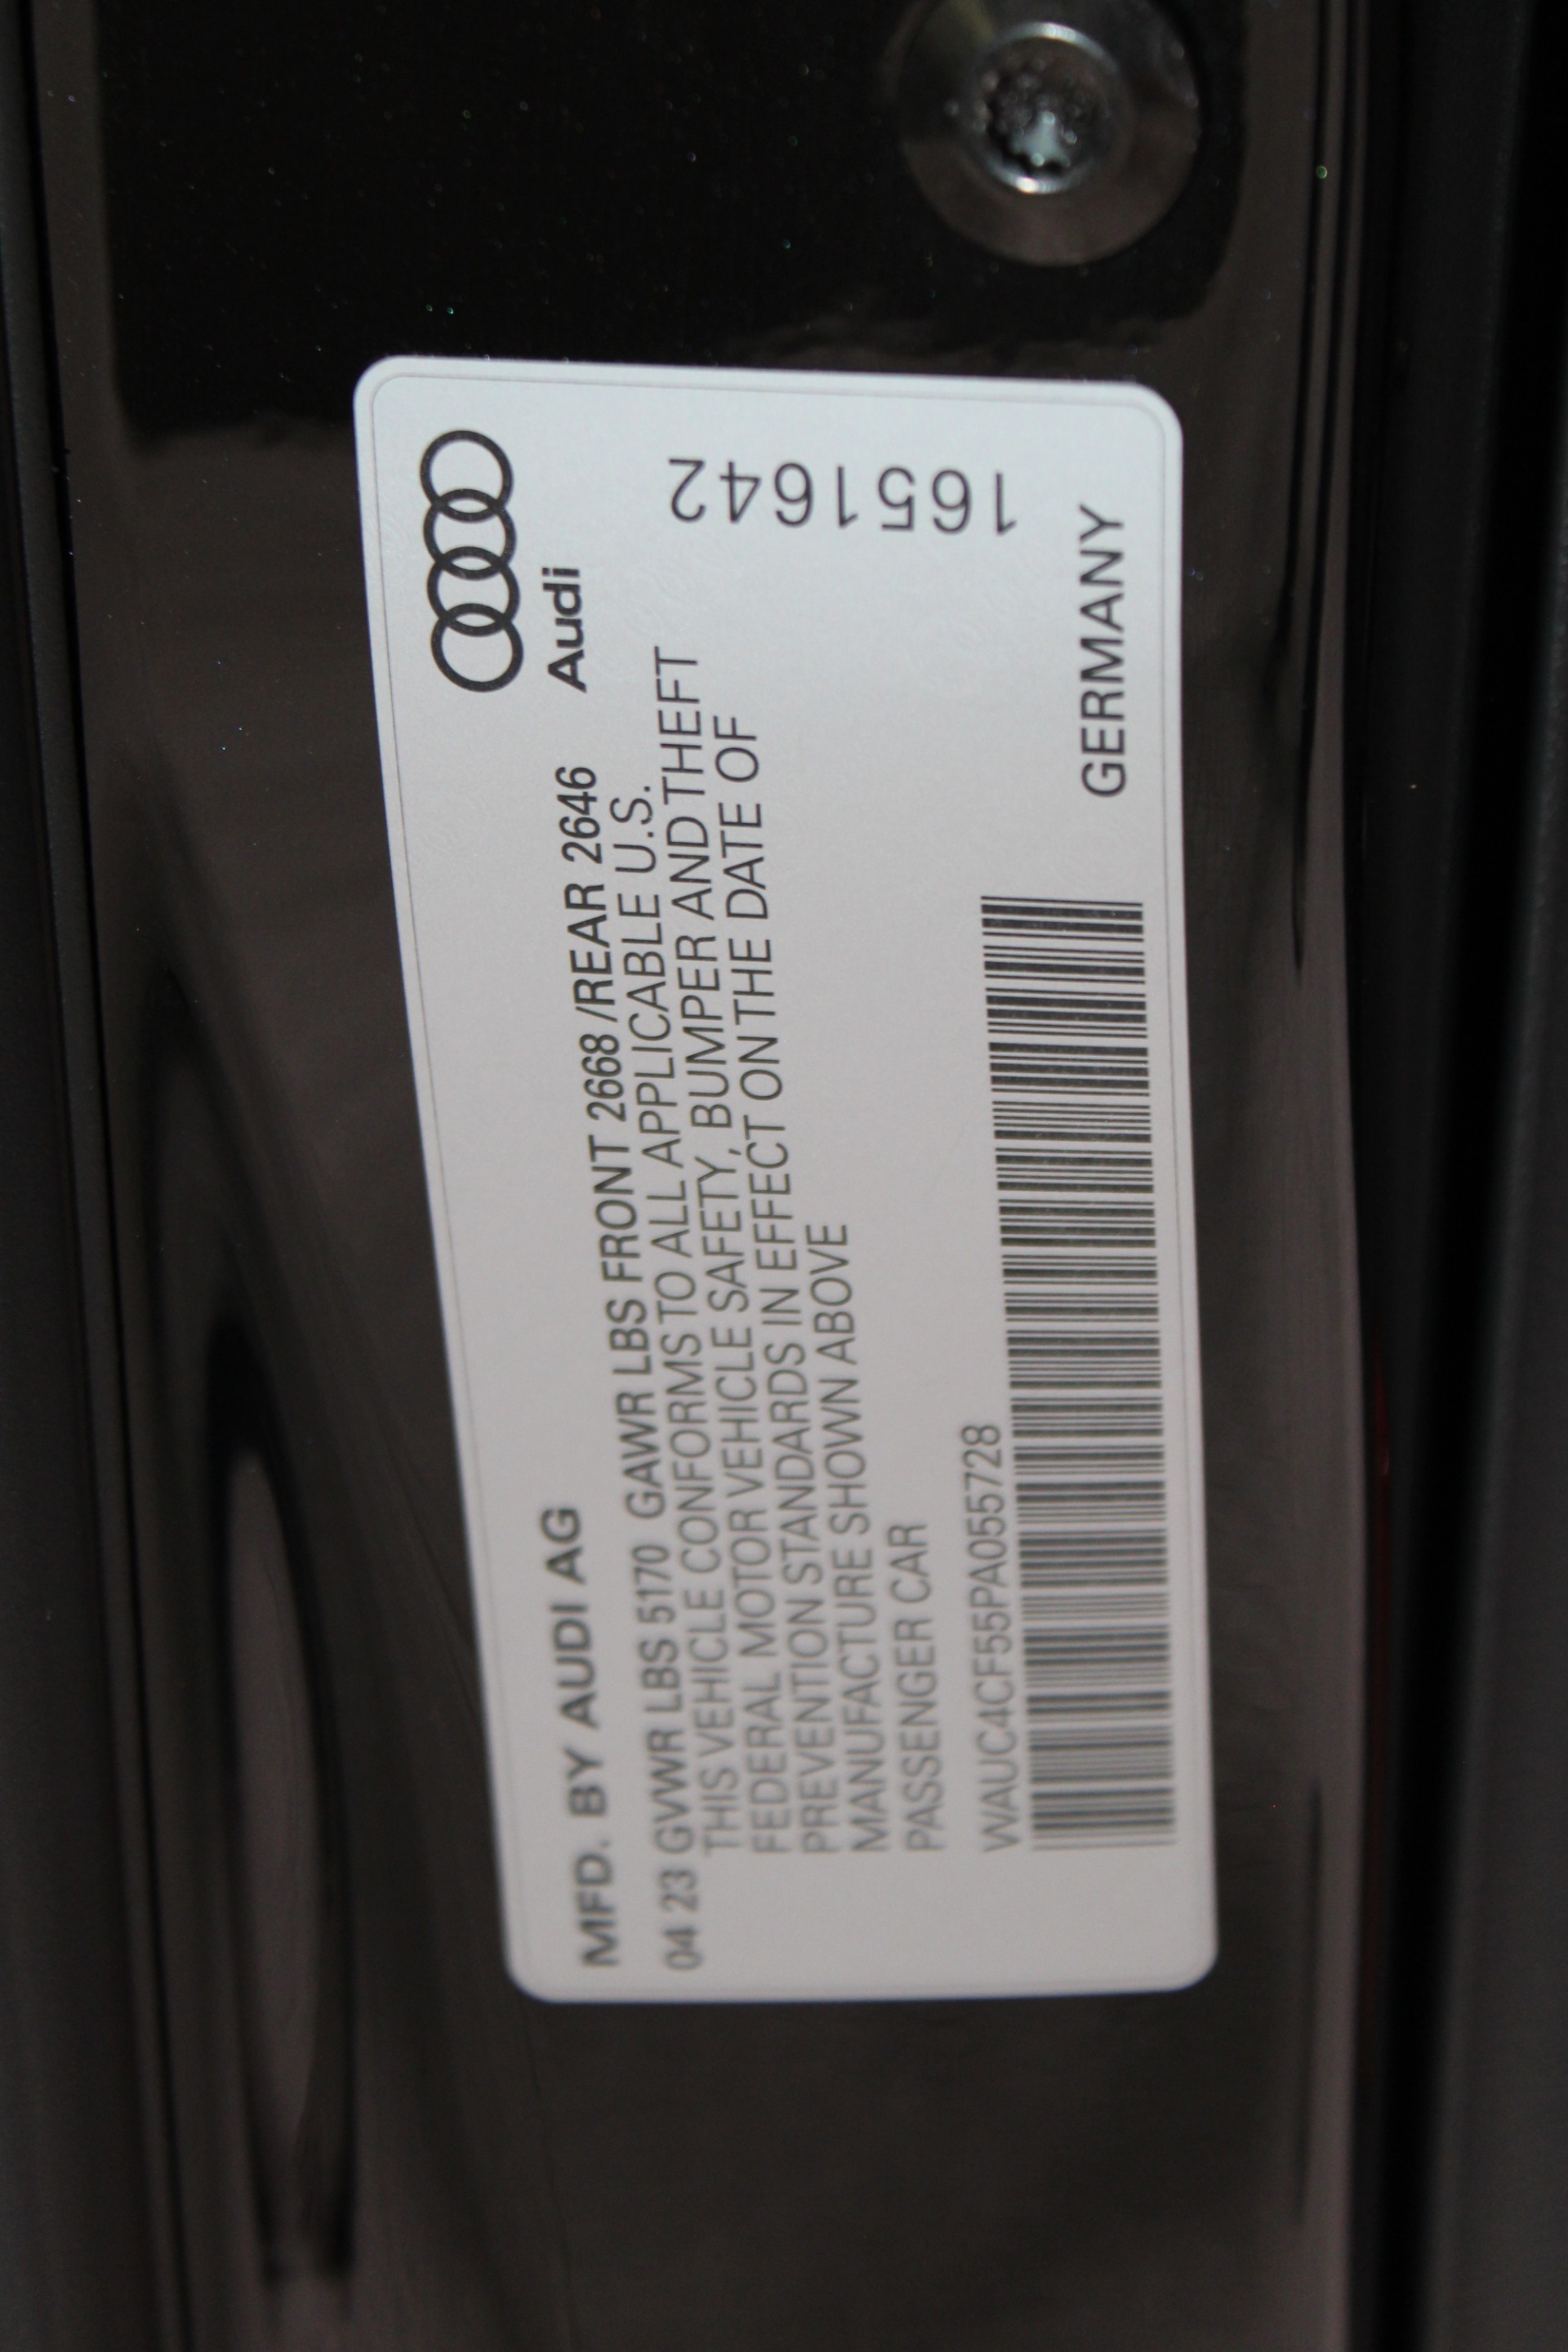 Audi
MFD. BY AUDI AG
04 23 GVWR LBS 5170 GAWR LBS FRONT 2668 /REAR 2646
THIS VEHICLE CONFORMS TO ALL APPLICABLE U.S.
FEDERAL MOTOR VEHICLE SAFETY, BUMPER AND THEFT
PREVENTION STANDARDS IN EFFECT ON THE DATE OF
MANUFACTURE SHOWN ABOVE
PASSENGER CAR
WAUC4CF55PA055728
1651642
GERMANY